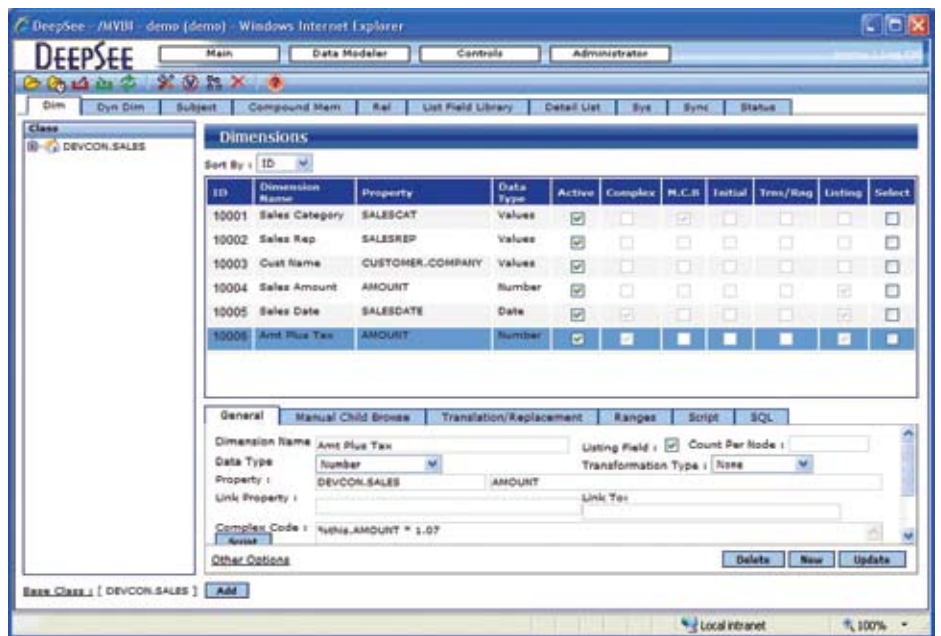 DeepSee - /MVBI - demo (demo) - Windows Internet Explorer
DEEPSEE
Main Data Modeler Controls Administrator
Dim Dyn Dim Subject Compound Mem Rel List Field Library Detail List Sys Sync Status
Class
DEVCON.SALES
Dimensions
Sort By : ID
ID Dimension Name Property Data Type Active Complex M.C.B Initial Trns/Rng Listing Select
10001 Sales Category SALESCAT Values
10002 Sales Rep SALESREP Values
10003 Cust Name CUSTOMER.COMPANY Values
10004 Sales Amount AMOUNT Number
10005 Sales Date SALESDATE Date
10006 Amt Plus Tax AMOUNT Number
General Manual Child Browse Translation/Replacement Ranges Script SQL
Dimension Name Amt Plus Tax Listing Field : Count Per Node :
Data Type Number Transformation Type : None
Property : DEVCON.SALES AMOUNT
Link Property : Link To:
Complex Code : %this.AMOUNT * 1.07
Script
Other Options Delete New Update
Base Class : [ DEVCON.SALES ] Add
Local intranet 100%